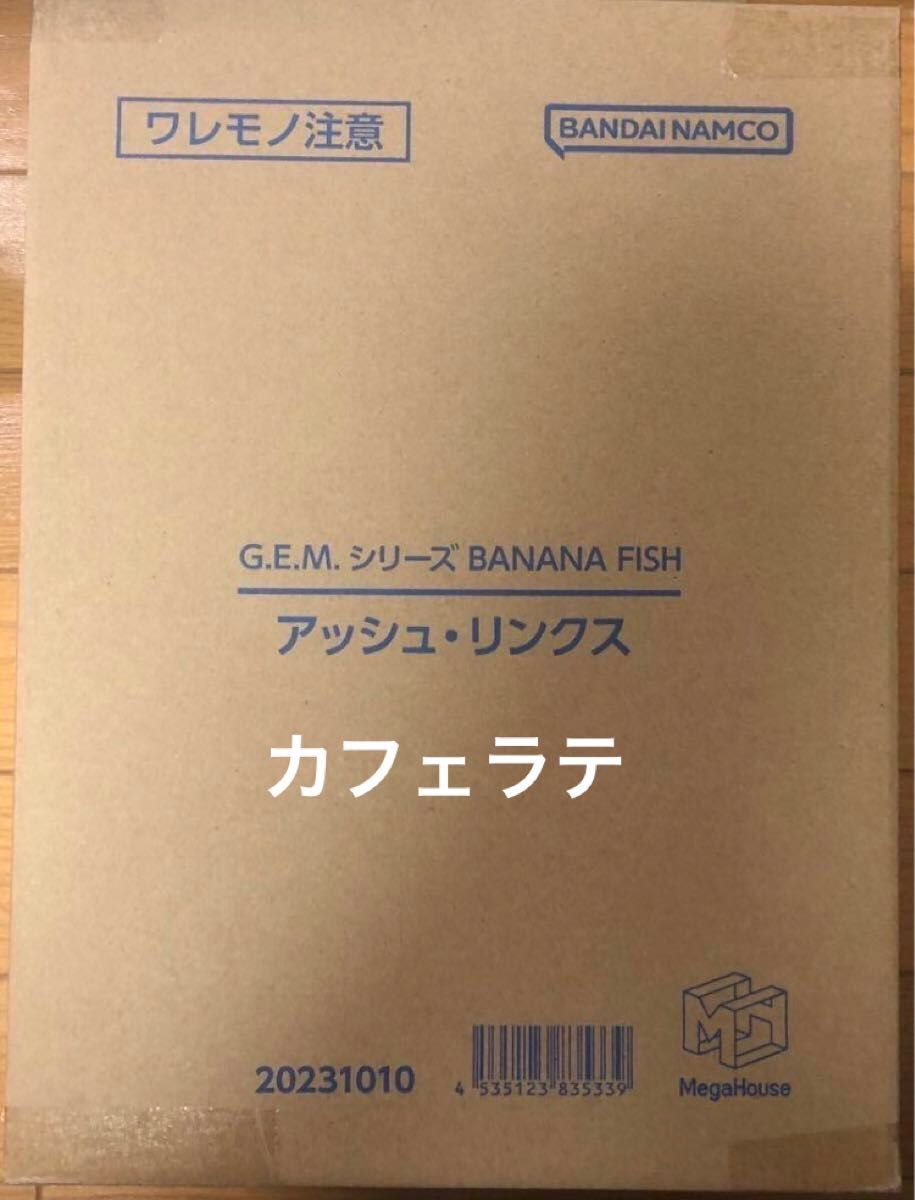 ワレモノ注意
BANDAI NAMCO
G.E.M. シリーズ BANANA FISH
アッシュ・リンクス
カフェラテ
20231010
4 535123 835339
MegaHouse